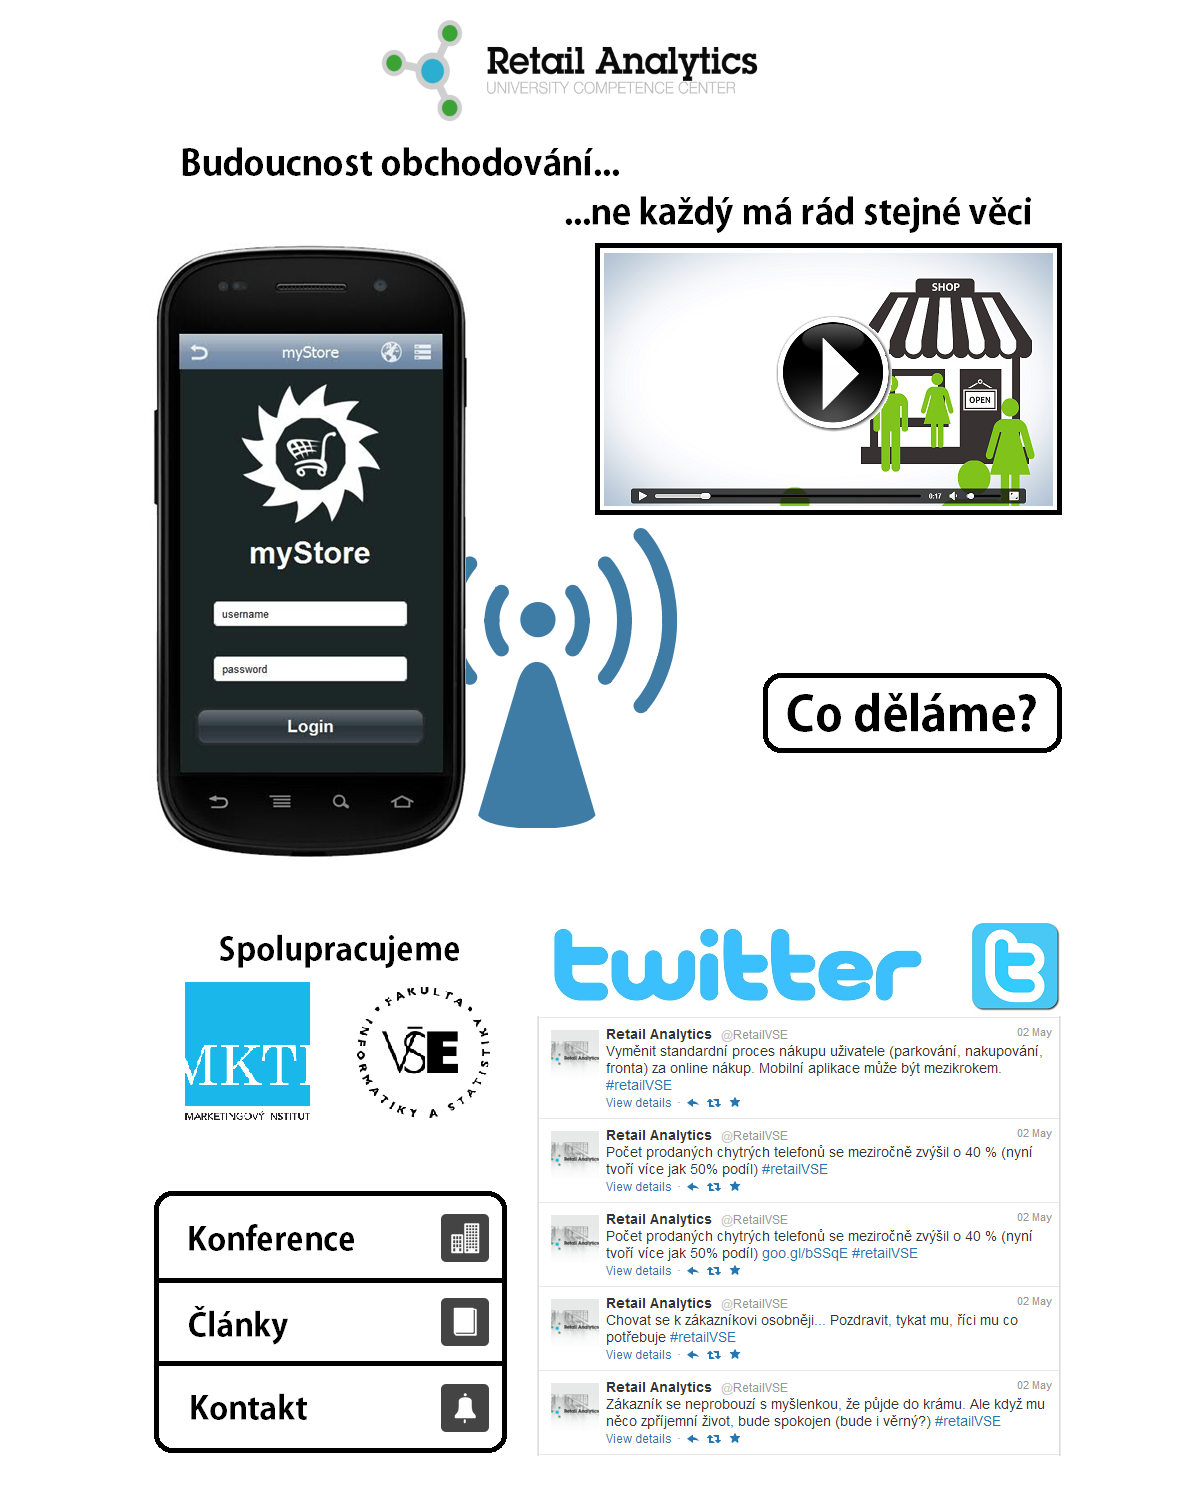 Retail Analytics
UNIVERSITY COMPETENCE CENTER
Budoucnost obchodování...
...ne každý má rád stejné věci
myStore
myStore
username
password
Login
SHOP
OPEN
0:17
Co děláme?
Spolupracujeme
MKTI
MARKETINGOVÝ INSTITUT
• FAKULTA •
INFORMATIKY A STATISTIKY
VŠE
Konference
Články
Kontakt
twitter
t
Retail Analytics @RetailVSE 02 May
Vyměnit standardní proces nákupu uživatele (parkování, nakupování,
fronta) za online nákup. Mobilní aplikace může být mezikrokem.
#retailVSE
View details ·
Retail Analytics @RetailVSE 02 May
Počet prodaných chytrých telefonů se meziročně zvýšil o 40 % (nyní
tvoří více jak 50% podíl) #retailVSE
View details ·
Retail Analytics @RetailVSE 02 May
Počet prodaných chytrých telefonů se meziročně zvýšil o 40 % (nyní
tvoří více jak 50% podíl) goo.gl/bSSqE #retailVSE
View details ·
Retail Analytics @RetailVSE 02 May
Chovat se k zákazníkovi osobněji... Pozdravit, tykat mu, říci mu co
potřebuje #retailVSE
View details ·
Retail Analytics @RetailVSE 02 May
Zákazník se neprobouzí s myšlenkou, že půjde do krámu. Ale když mu
něco zpříjemní život, bude spokojen (bude i věrný?) #retailVSE
View details ·